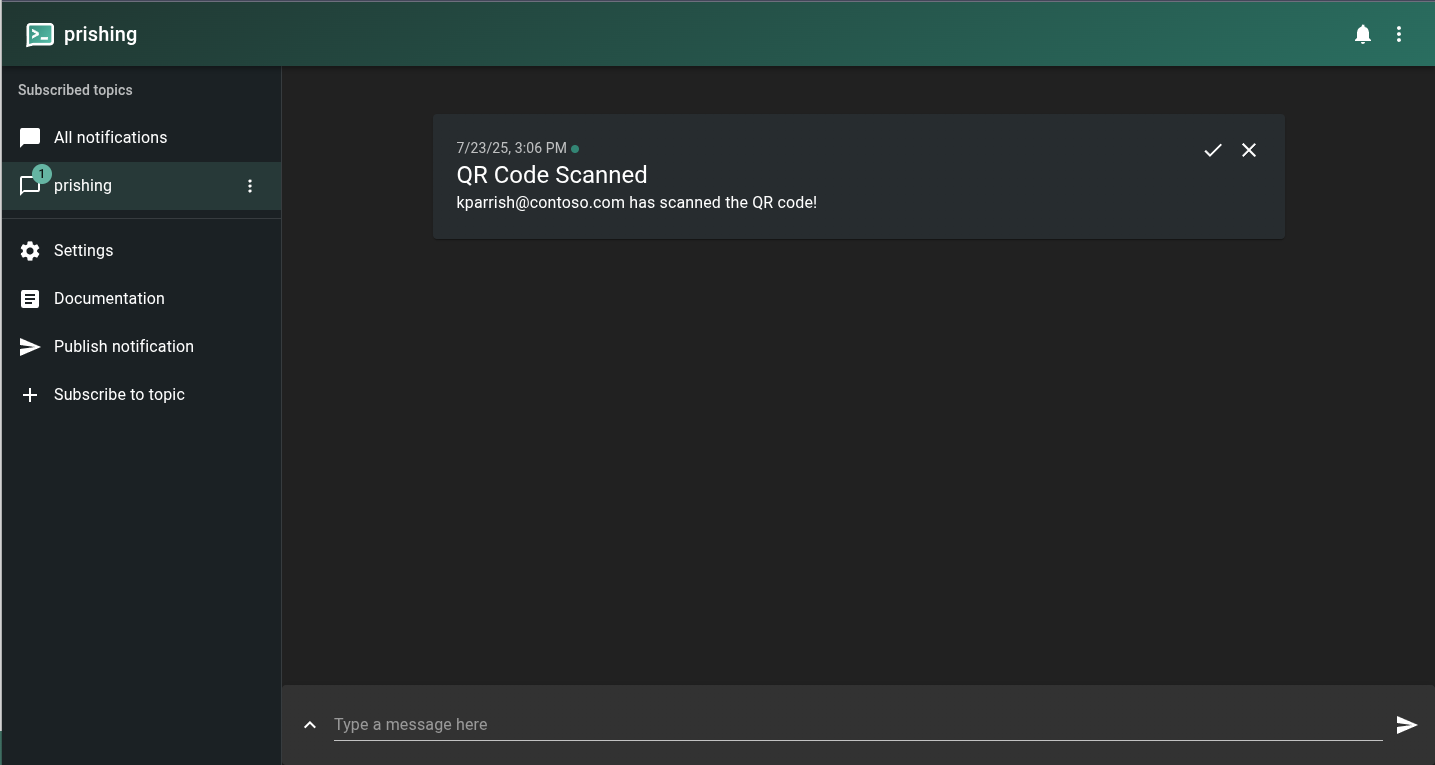 prishing
Subscribed topics
All notifications
1
prishing
Settings
Documentation
Publish notification
Subscribe to topic
7/23/25, 3:06 PM
QR Code Scanned
kparrish@contoso.com has scanned the QR code!
Type a message here